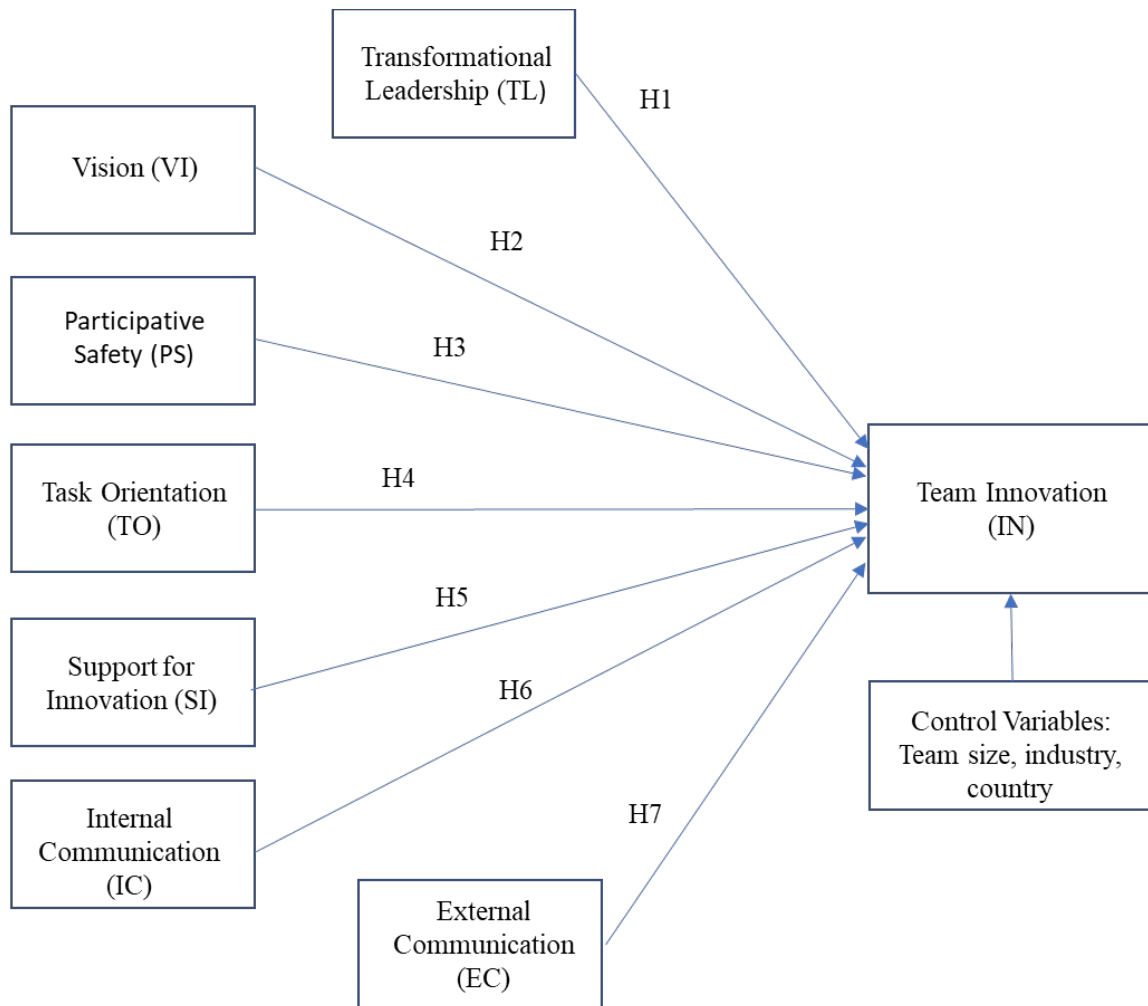 Transformational
Leadership (TL)
H1
Vision (VI)
H2
Participative
Safety (PS)
H3
Task Orientation
(TO)
H4
Team Innovation
(IN)
Support for
Innovation (SI)
H5
H6
Control Variables:
Team size, industry,
country
Internal
Communication
(IC)
H7
External
Communication
(EC)